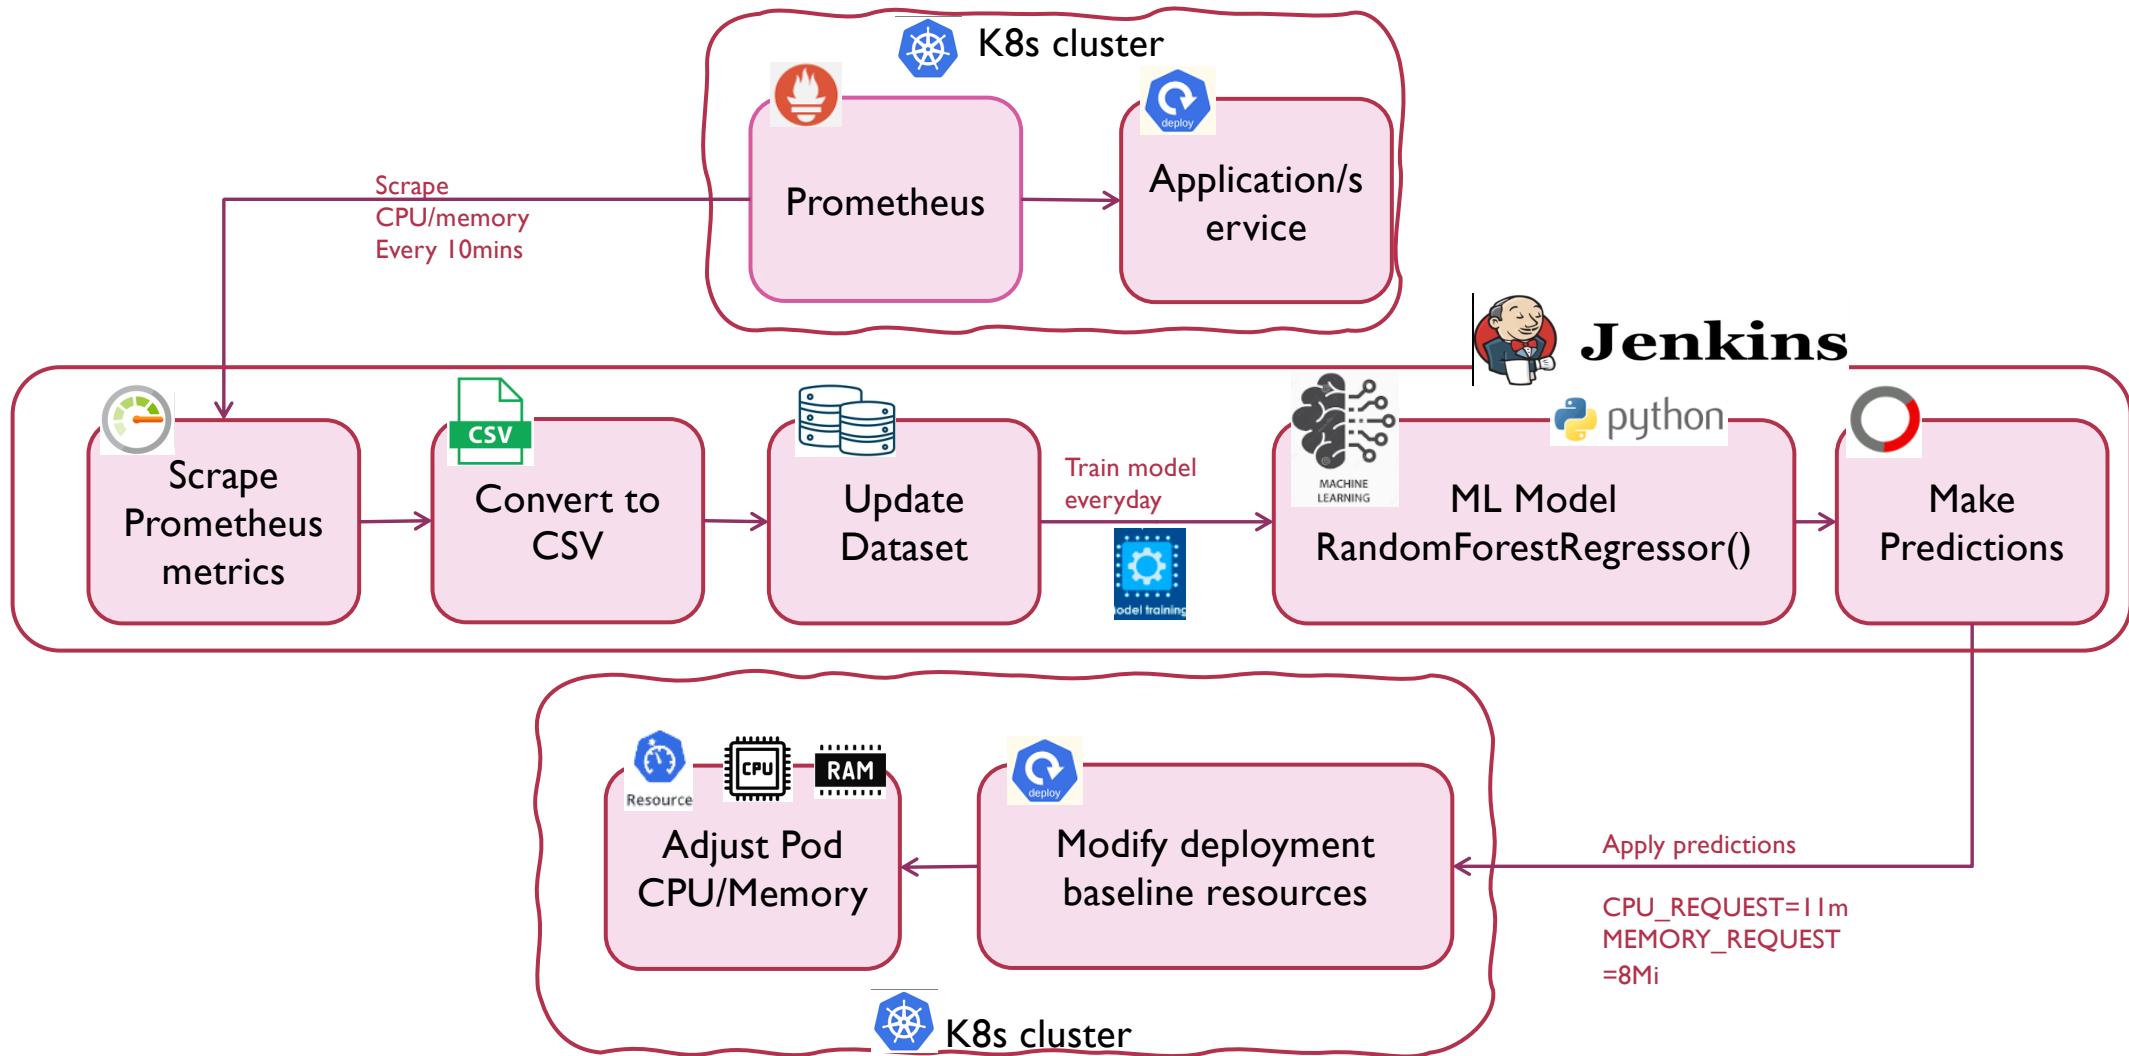 K8s cluster
deploy
Prometheus
Application/s
ervice
Scrape
CPU/memory
Every 10mins
Jenkins
CSV
MACHINE
LEARNING
python
Scrape
Prometheus
metrics
Convert to
CSV
Update
Dataset
Train model
everyday
odel training
ML Model
RandomForestRegressor()
Make
Predictions
Resource
CPU
RAM
deploy
Adjust Pod
CPU/Memory
Modify deployment
baseline resources
Apply predictions
CPU_REQUEST=11m
MEMORY_REQUEST
=8Mi
K8s cluster